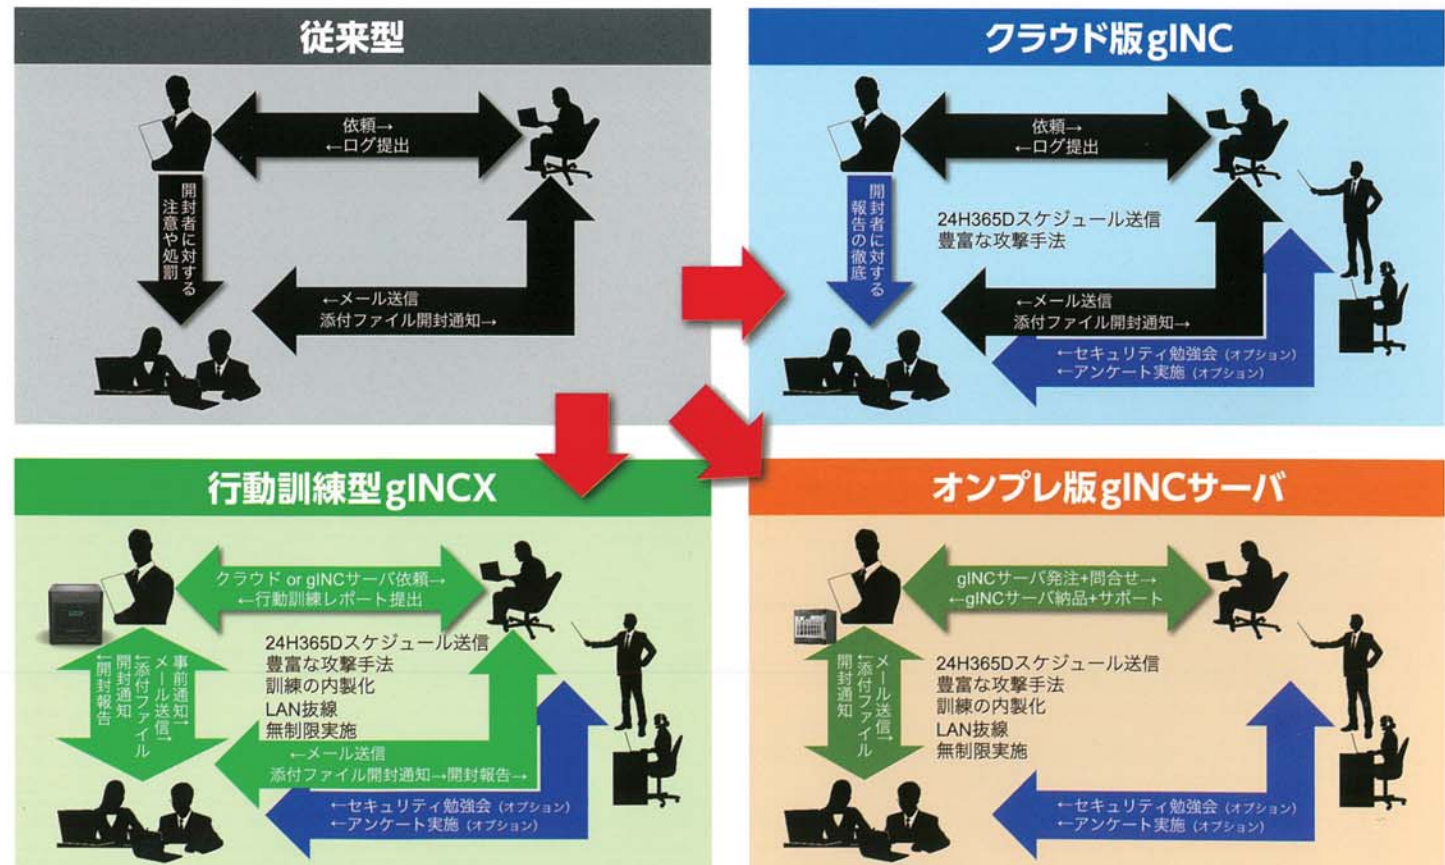 従来型
依頼→
←ログ提出
開封者に対する
注意や処罰
←メール送信
添付ファイル開封通知→
クラウド版gINC
依頼→
←ログ提出
開封者に対する
報告の徹底
24H365Dスケジュール送信
豊富な攻撃手法
←メール送信
添付ファイル開封通知→
←セキュリティ勉強会（オプション）
←アンケート実施（オプション）
行動訓練型gINCX
クラウド or gINCサーバ依頼→
←行動訓練レポート提出
事前通知→
メール送信→
←添付ファイル
開封通知
←開封報告
24H365Dスケジュール送信
豊富な攻撃手法
訓練の内製化
LAN抜線
無制限実施
←メール送信
添付ファイル開封通知→開封報告→
←セキュリティ勉強会（オプション）
←アンケート実施（オプション）
オンプレ版gINCサーバ
gINCサーバ発注+問合せ→
←gINCサーバ納品+サポート
メール送信→
←添付ファイル
開封通知
24H365Dスケジュール送信
豊富な攻撃手法
訓練の内製化
LAN抜線
無制限実施
←セキュリティ勉強会（オプション）
←アンケート実施（オプション）